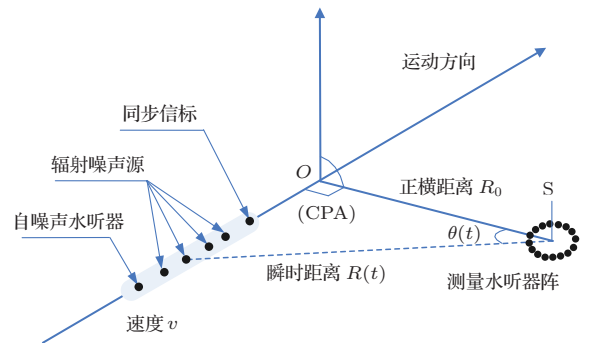 运动方向
同步信标
辐射噪声源
自噪声水听器
O
(CPA)
正横距离 R₀
S
θ(t)
瞬时距离 R(t)
测量水听器阵
速度 v